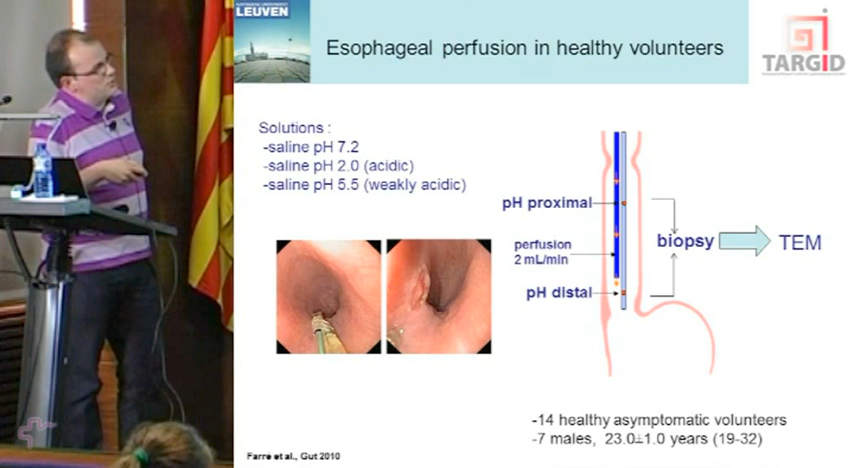 LEUVEN
Esophageal perfusion in healthy volunteers
TARGID
Solutions :
-saline pH 7.2
-saline pH 2.0 (acidic)
-saline pH 5.5 (weakly acidic)
pH proximal
perfusion
2 mL/min
pH distal
biopsy
TEM
-14 healthy asymptomatic volunteers
-7 males, 23.0±1.0 years (19-32)
Farre et al., Gut 2010